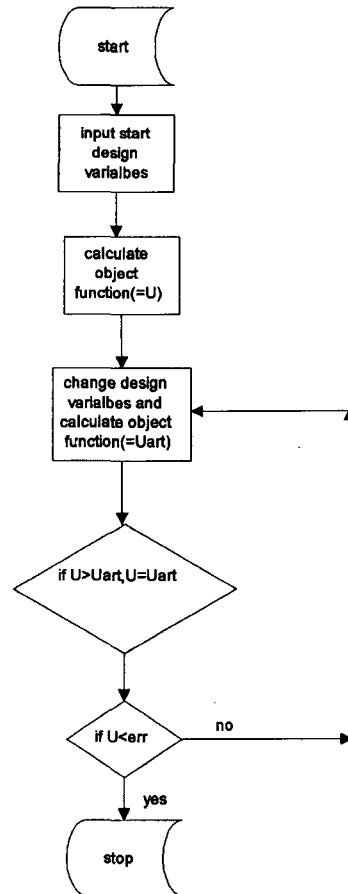 start
input start
design
varialbes
calculate
object
function(=U)
change design
varialbes and
calculate object
function(=Uart)
if U>Uart,U=Uart
if U<err
no
yes
stop